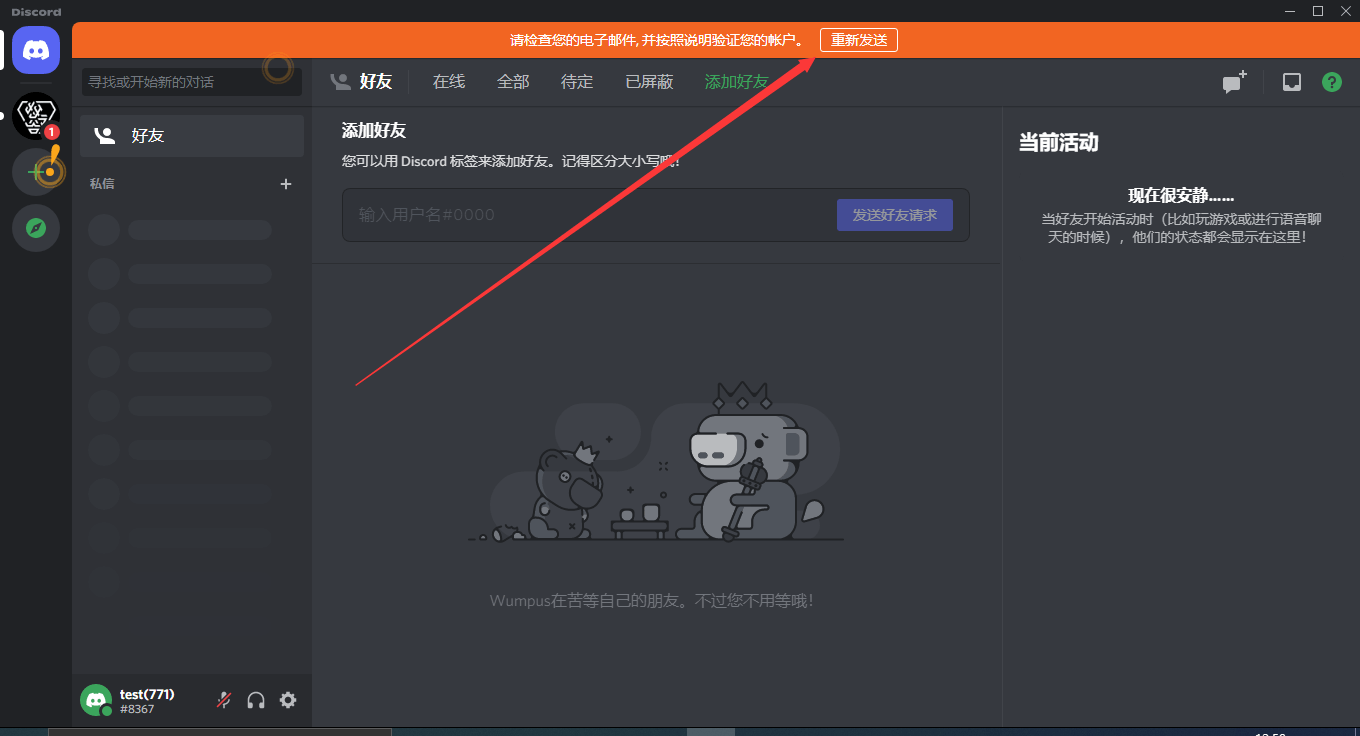 Discord
请检查您的电子邮件, 并按照说明验证您的帐户。 重新发送
寻找或开始新的对话
好友 在线 全部 待定 已屏蔽 添加好友
1
好友
私信
添加好友
您可以用 Discord 标签来添加好友。记得区分大小写哦!
输入用户名#0000
发送好友请求
当前活动
现在很安静……
当好友开始活动时（比如玩游戏或进行语音聊
天的时候），他们的状态都会显示在这里！
Wumpus在苦等自己的朋友。不过您不用等哦！
test(771)
#8367